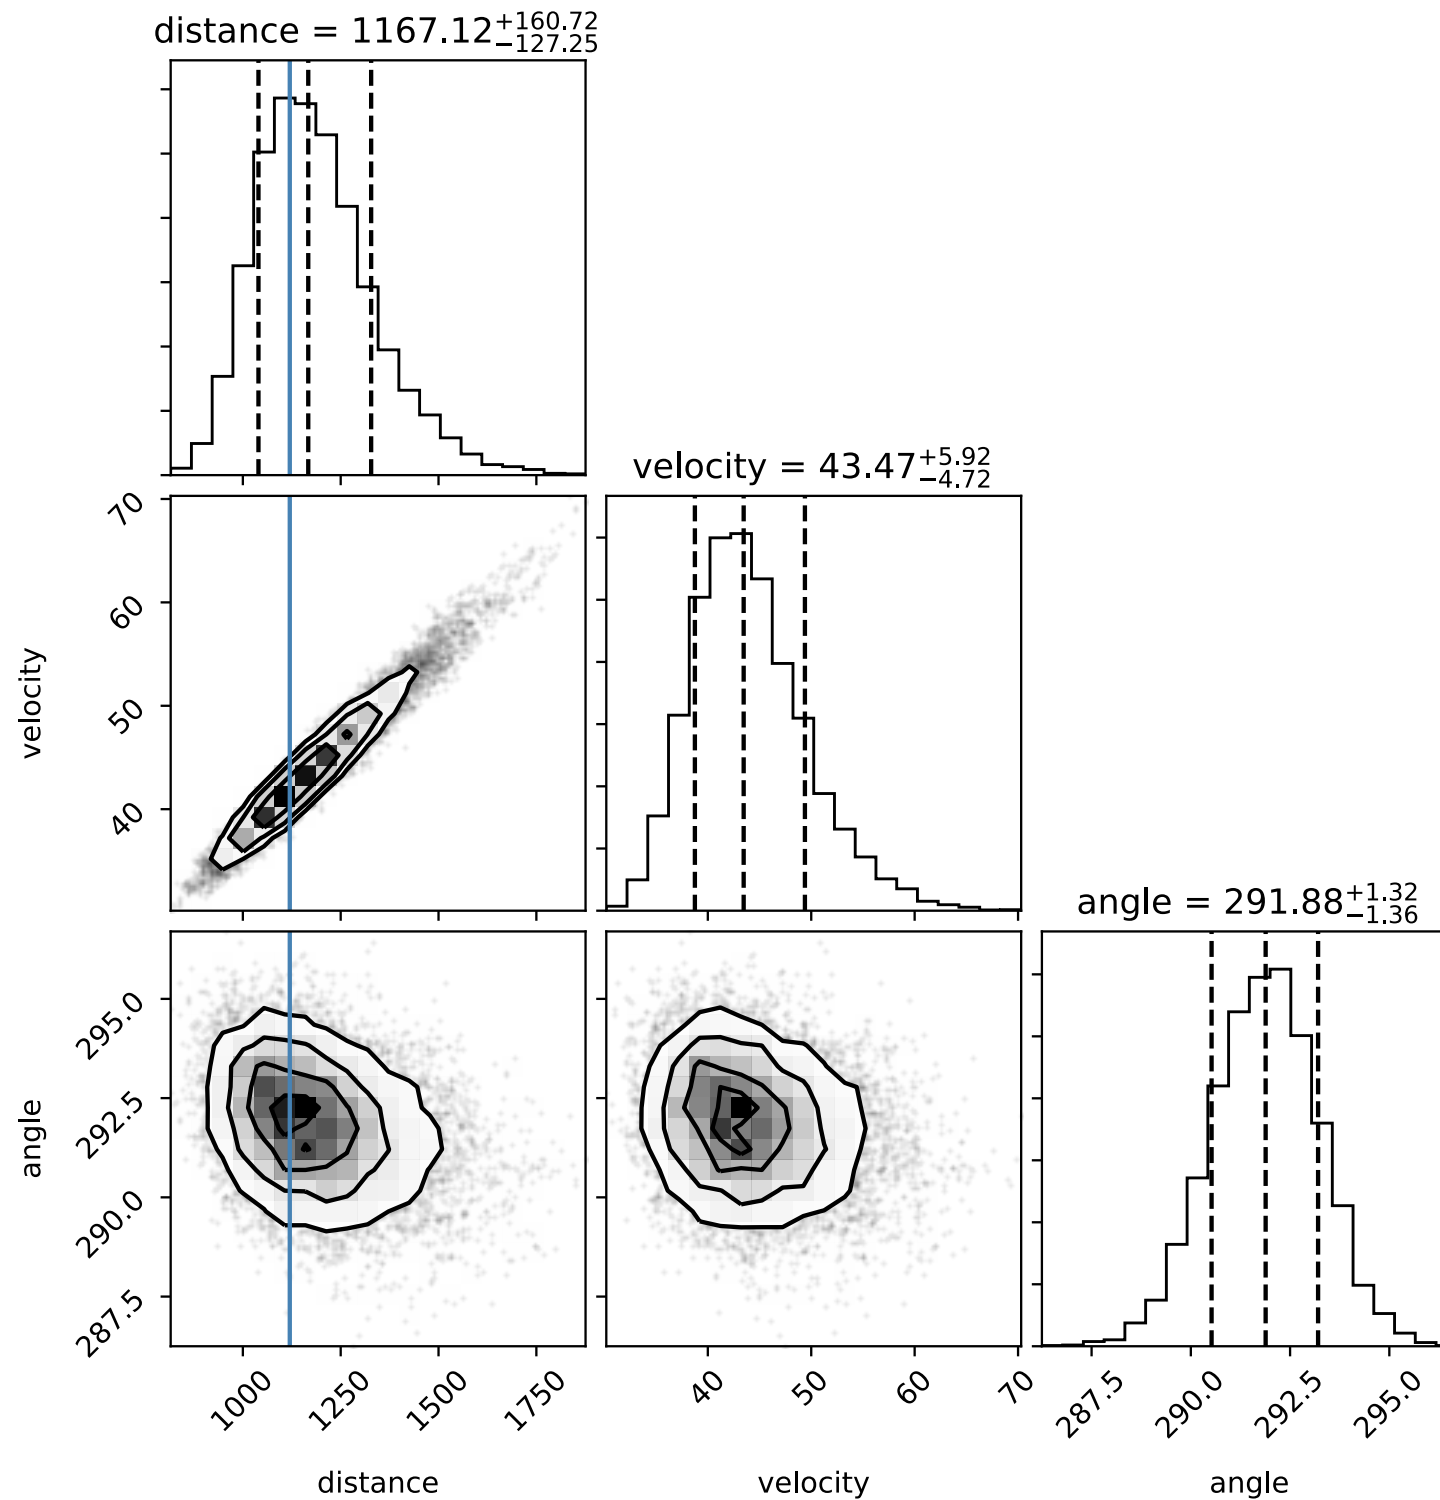 distance = 1167.12+160.72−127.25
velocity = 43.47+5.92−4.72
velocity
70
60
50
40
angle = 291.88+1.32−1.36
angle
295.0
292.5
290.0
287.5
1000 1250 1500 1750
40 50 60 70
287.5 290.0 292.5 295.0
distance
velocity
angle